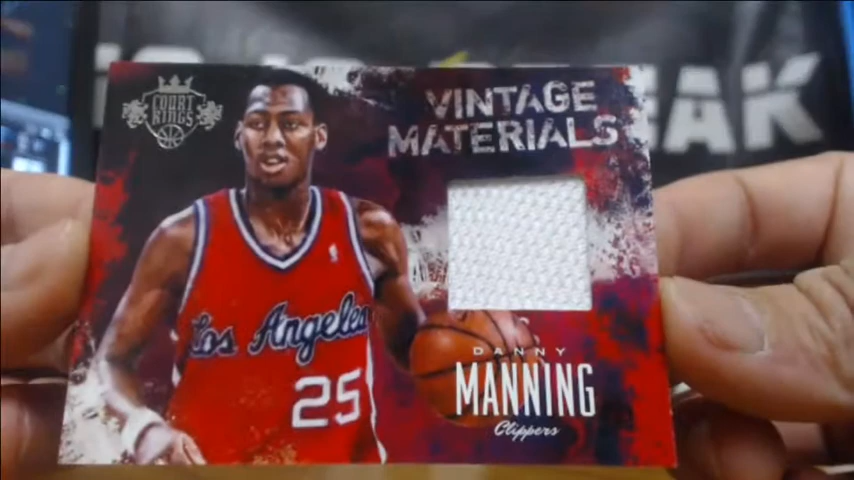 COURT
KINGS
VINTAGE
MATERIALS
Los Angeles
25
DANNY
MANNING
Clippers